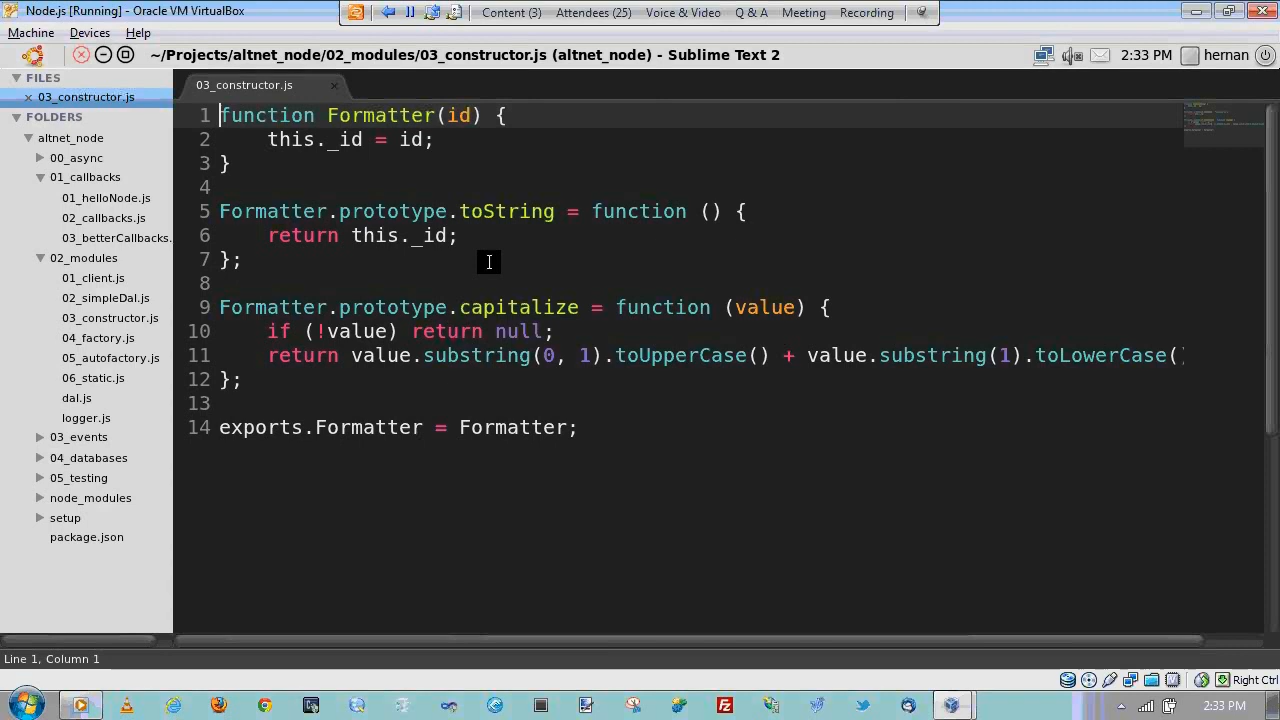 Node.js [Running] - Oracle VM VirtualBox
Content (3) Attendees (25) Voice & Video Q & A Meeting Recording
Machine Devices Help
~/Projects/altnet_node/02_modules/03_constructor.js (altnet_node) - Sublime Text 2
2:33 PM hernan
FILES
03_constructor.js
FOLDERS
altnet_node
00_async
01_callbacks
01_helloNode.js
02_callbacks.js
03_betterCallbacks.
02_modules
01_client.js
02_simpleDal.js
03_constructor.js
04_factory.js
05_autofactory.js
06_static.js
dal.js
logger.js
03_events
04_databases
05_testing
node_modules
setup
package.json
03_constructor.js
1 function Formatter(id) {
2 this._id = id;
3 }
4
5 Formatter.prototype.toString = function () {
6 return this._id;
7 };
8
9 Formatter.prototype.capitalize = function (value) {
10 if (!value) return null;
11 return value.substring(0, 1).toUpperCase() + value.substring(1).toLowerCase()
12 };
13
14 exports.Formatter = Formatter;
Line 1, Column 1
Right Ctrl
2:33 PM